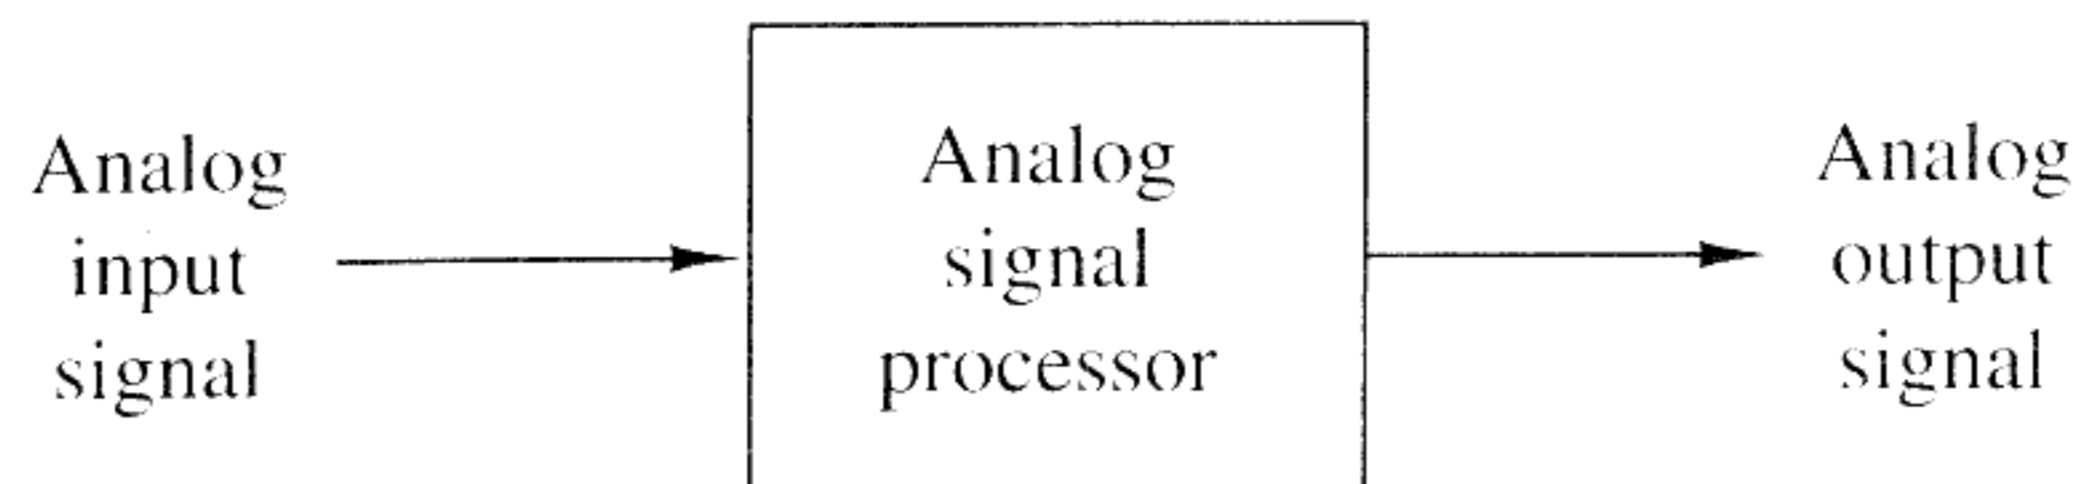 Analog
input
signal
Analog
signal
processor
Analog
output
signal